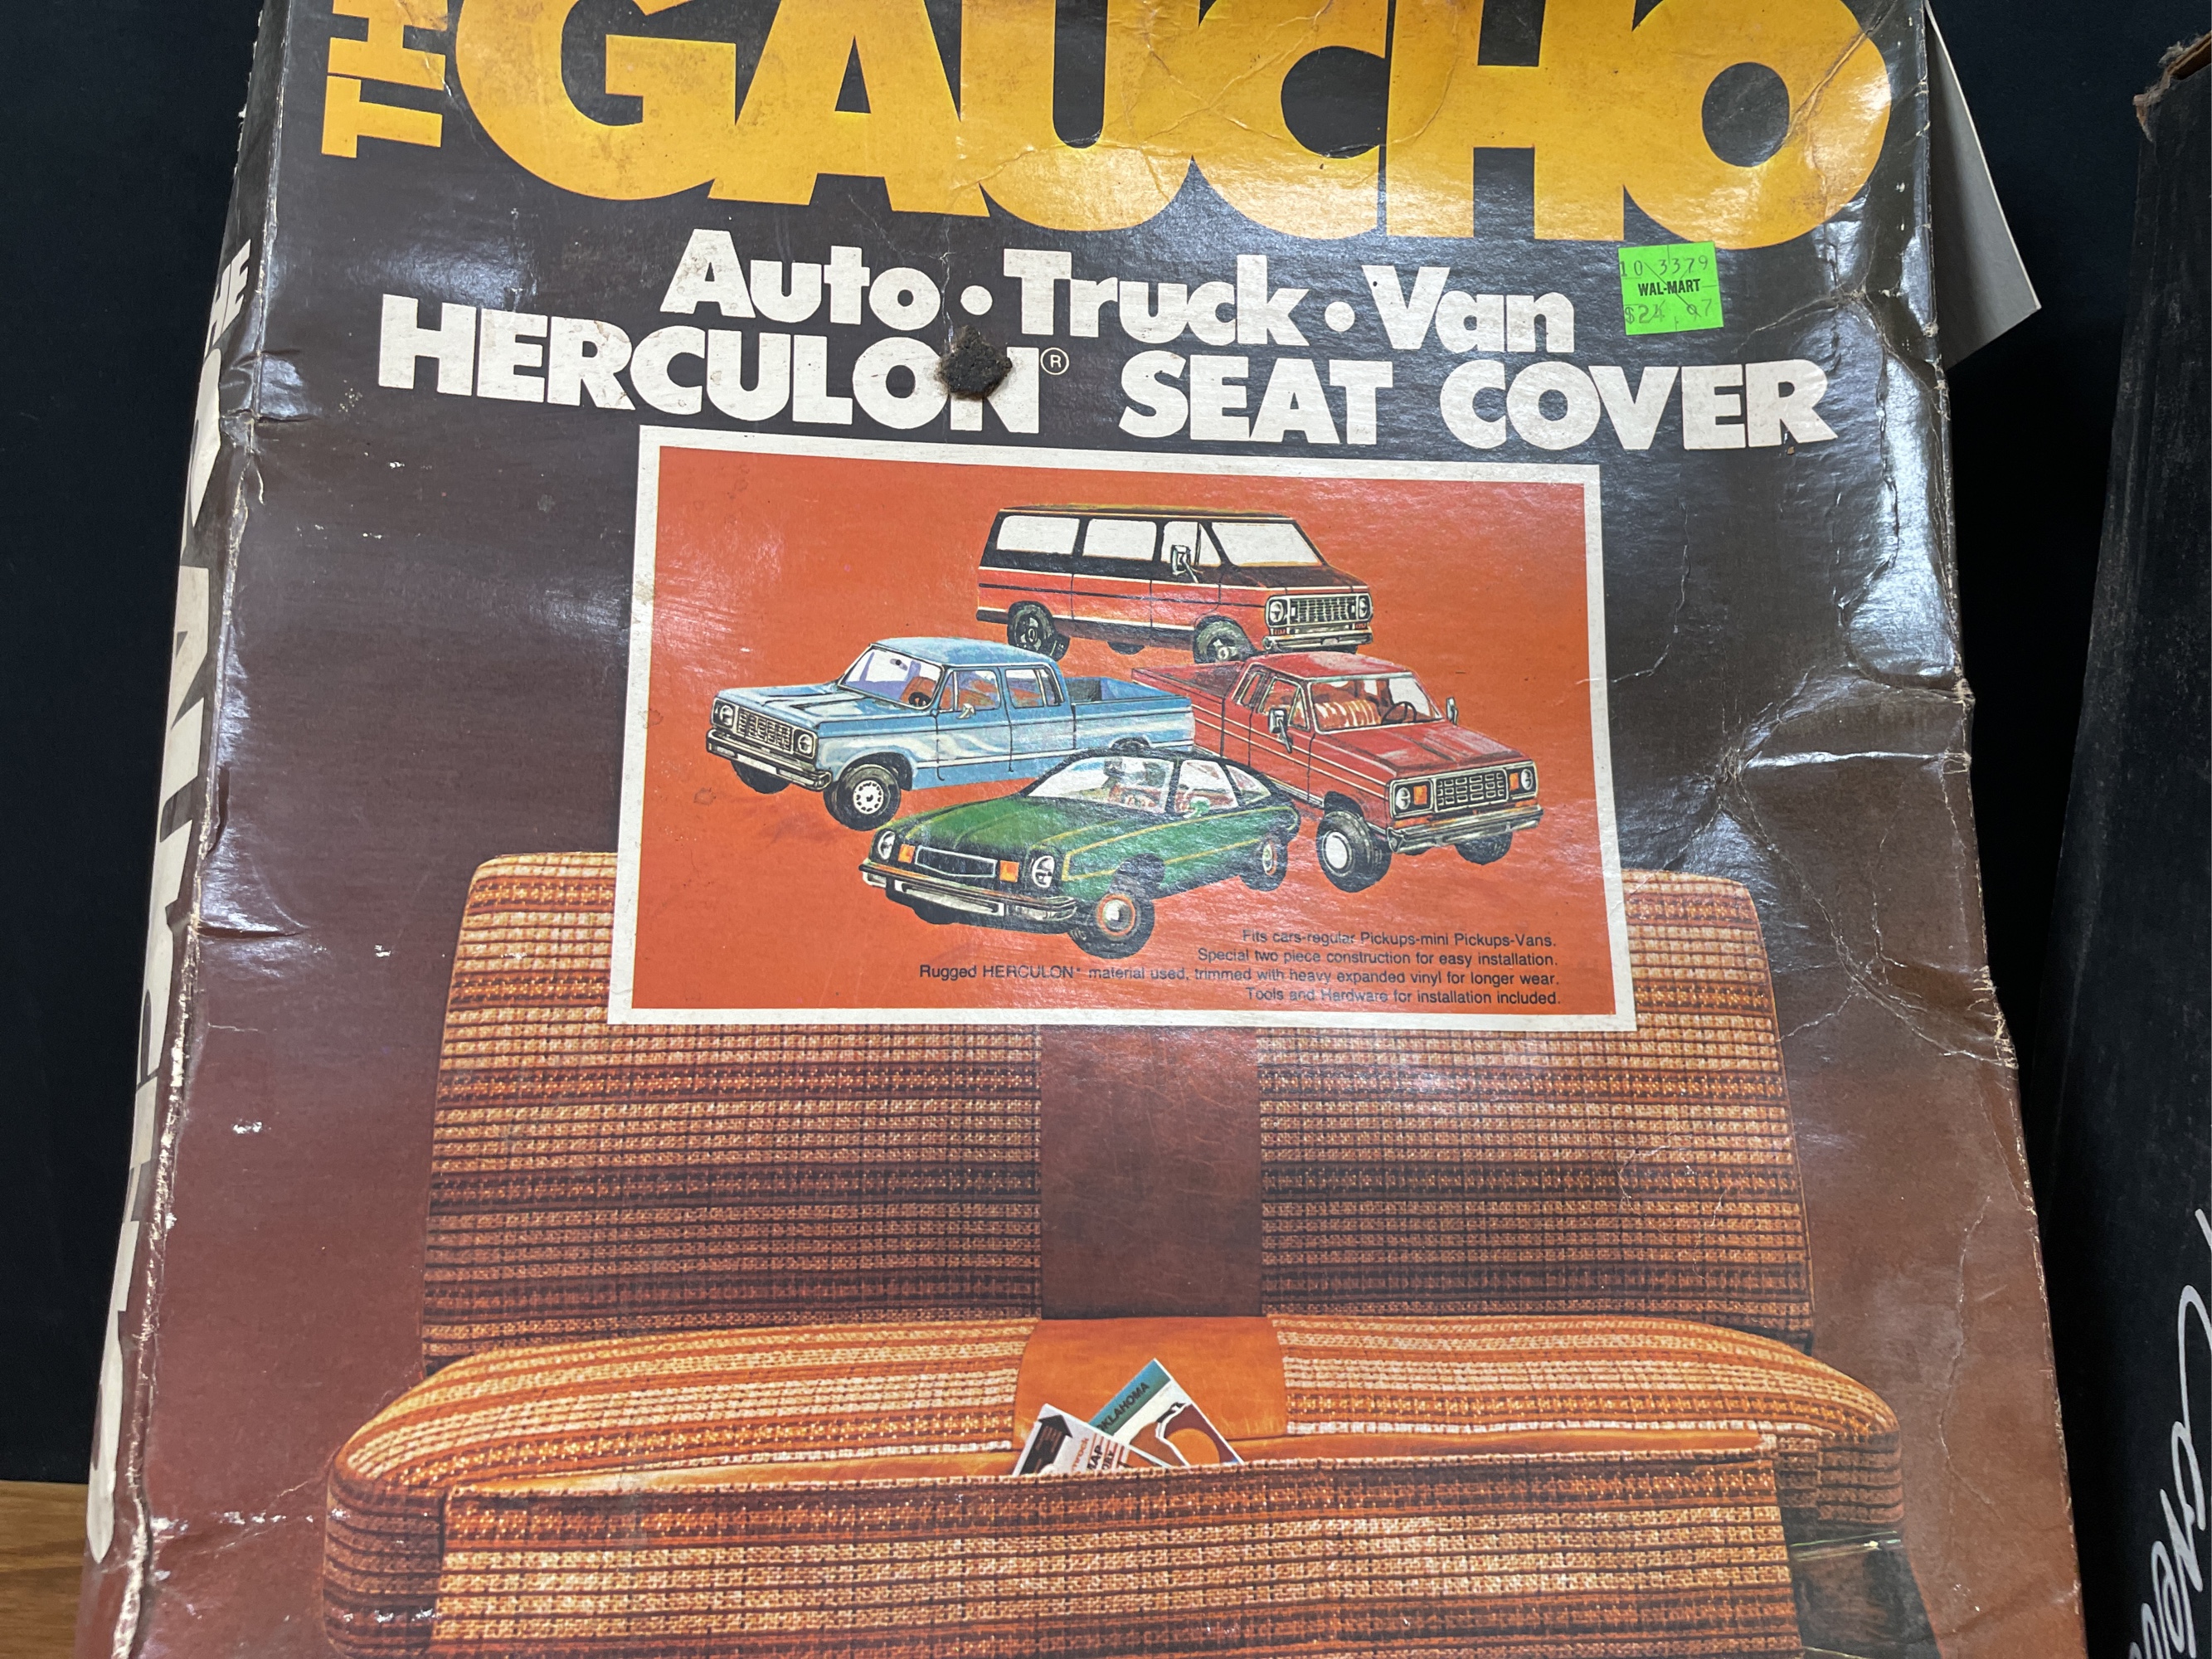 THE GAUCHO
Auto • Truck • Van
HERCULON® SEAT COVER
10 3379
WAL-MART
$24.97
Fits cars-regular Pickups-mini Pickups-Vans.
Special two piece construction for easy installation.
Rugged HERCULON* material used, trimmed with heavy expanded vinyl for longer wear.
Tools and Hardware for installation included.
OKLAHOMA
THE GAUCHO